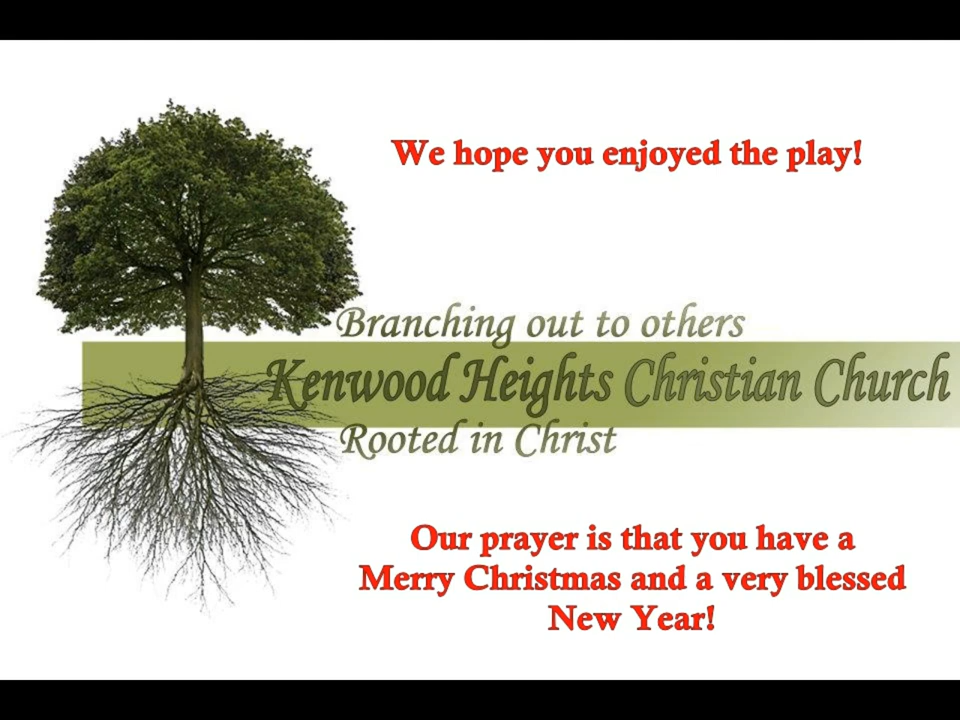 We hope you enjoyed the play!
Branching out to others
Kenwood Heights Christian Church
Rooted in Christ
Our prayer is that you have a
Merry Christmas and a very blessed
New Year!